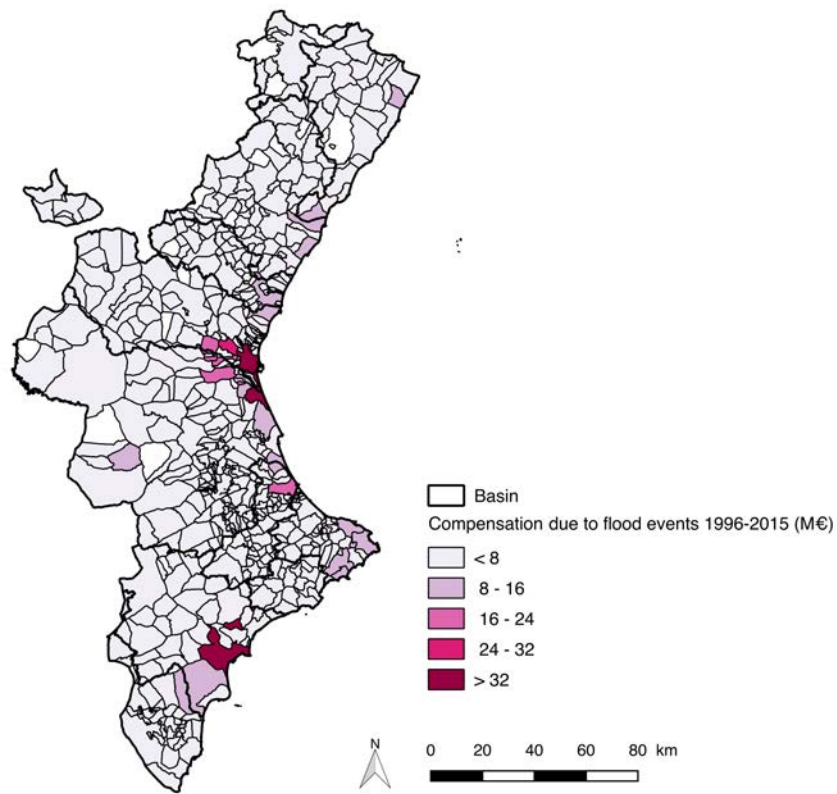 Basin
Compensation due to flood events 1996-2015 (M€)
< 8
8 - 16
16 - 24
24 - 32
> 32
N
0 20 40 60 80 km